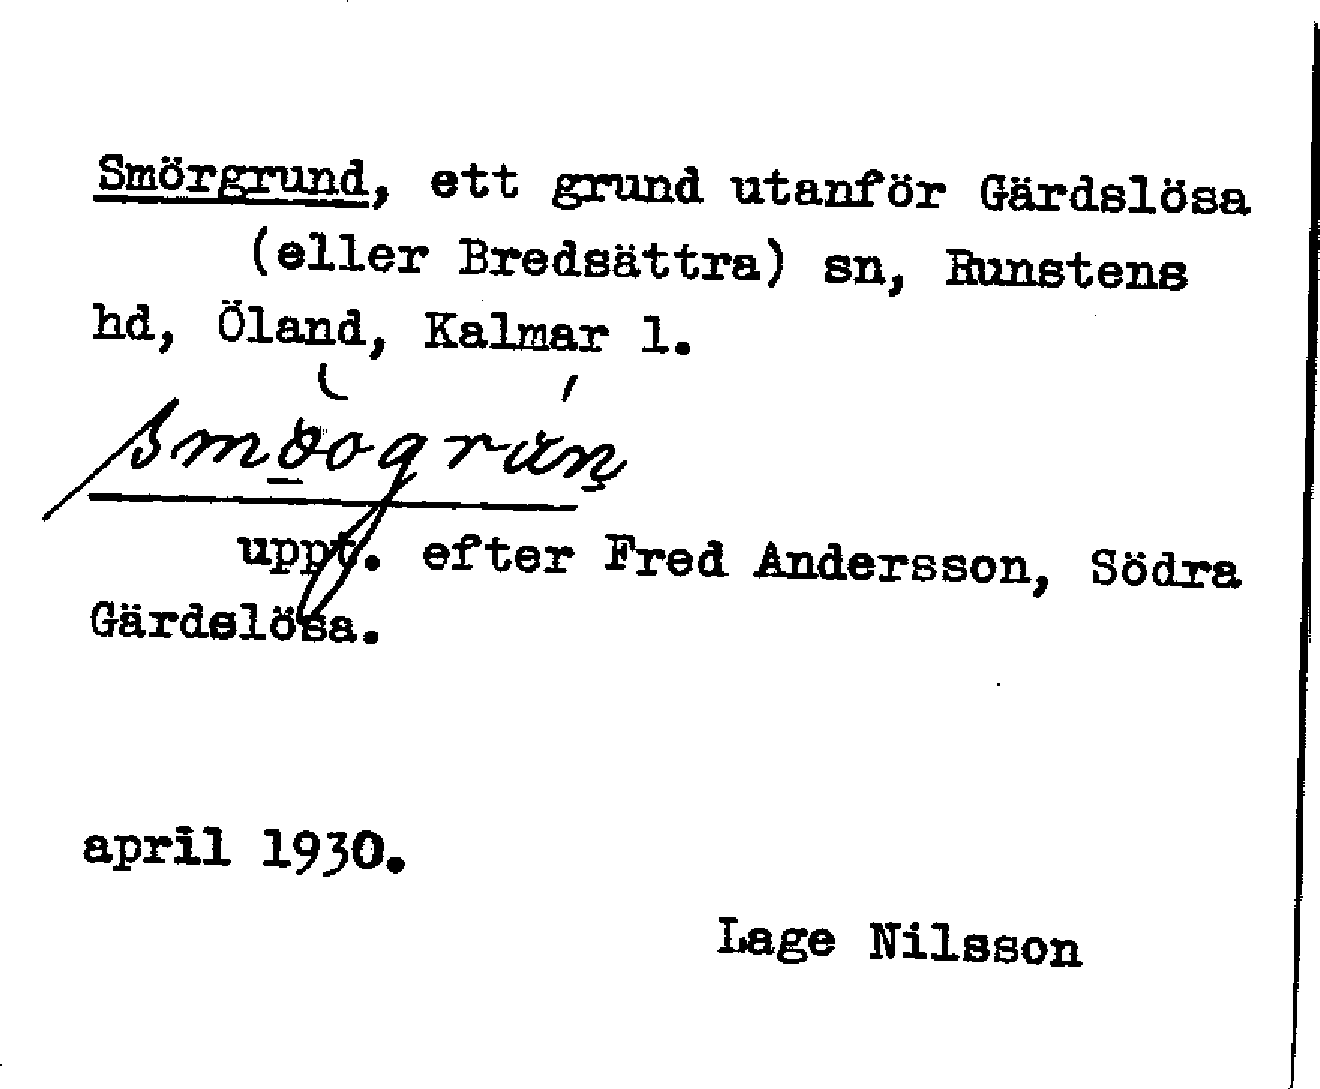 Smörgrund, ett grund utanför Gärdslösa
(eller Bredsättra) sn, Runstens
hd, Öland, Kalmar l.
uppt. efter Fred Andersson, Södra
Gärdslösa.
april 1930.
Lage Nilsson